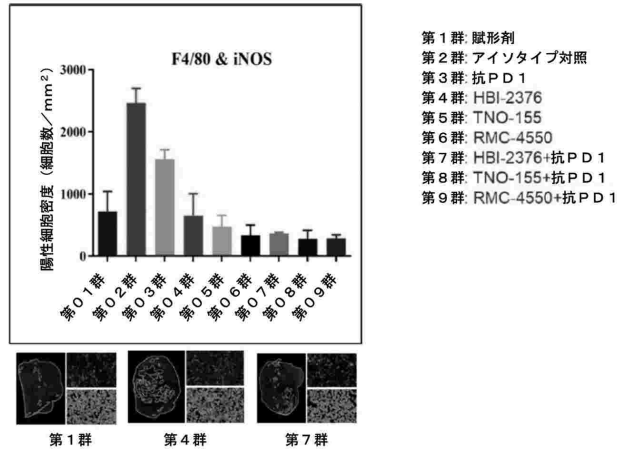 F4/80 & iNOS
陽性細胞密度（細胞数／mm²）
3000
2000
1000
0
第０１群
第０２群
第０３群
第０４群
第０５群
第０６群
第０７群
第０８群
第０９群
第１群: 賦形剤
第２群: アイソタイプ対照
第３群: 抗ＰＤ１
第４群: HBI-2376
第５群: TNO-155
第６群: RMC-4550
第７群: HBI-2376+抗ＰＤ１
第８群: TNO-155+抗ＰＤ１
第９群: RMC-4550+抗ＰＤ１
第１群
第４群
第７群